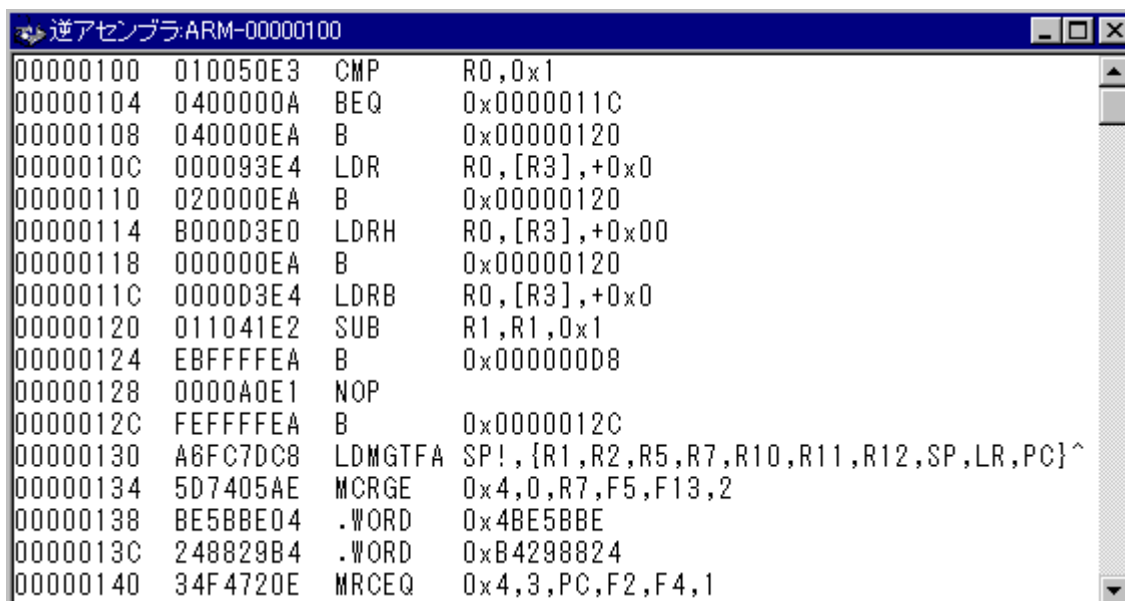 逆アセンブラ:ARM-00000100
00000100 010050E3 CMP R0,0x1
00000104 0400000A BEQ 0x0000011C
00000108 040000EA B 0x00000120
0000010C 000093E4 LDR R0,[R3],+0x0
00000110 020000EA B 0x00000120
00000114 B000D3E0 LDRH R0,[R3],+0x00
00000118 000000EA B 0x00000120
0000011C 0000D3E4 LDRB R0,[R3],+0x0
00000120 011041E2 SUB R1,R1,0x1
00000124 EBFFFFEA B 0x000000D8
00000128 0000A0E1 NOP
0000012C FEFFFFEA B 0x0000012C
00000130 A6FC7DC8 LDMGTFA SP!,{R1,R2,R5,R7,R10,R11,R12,SP,LR,PC}^
00000134 5D7405AE MCRGE 0x4,0,R7,F5,F13,2
00000138 BE5BBE04 .WORD 0x4BE5BBE
0000013C 248829B4 .WORD 0xB4298824
00000140 34F4720E MRCEQ 0x4,3,PC,F2,F4,1